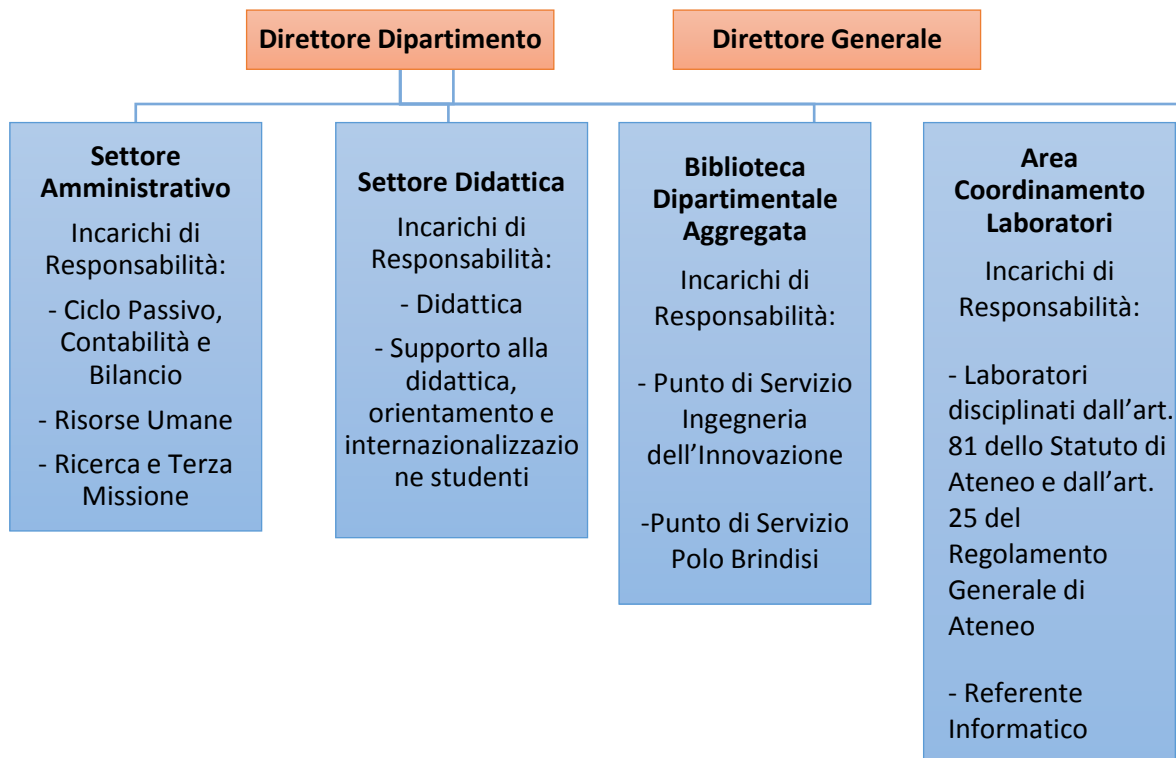 Direttore Dipartimento
Direttore Generale
Settore
Amministrativo
Incarichi di
Responsabilità:
- Ciclo Passivo,
Contabilità e
Bilancio
- Risorse Umane
- Ricerca e Terza
Missione
Settore Didattica
Incarichi di
Responsabilità:
- Didattica
- Supporto alla
didattica,
orientamento e
internazionalizzazio
ne studenti
Biblioteca
Dipartimentale
Aggregata
Incarichi di
Responsabilità:
- Punto di Servizio
Ingegneria
dell’Innovazione
-Punto di Servizio
Polo Brindisi
Area
Coordinamento
Laboratori
Incarichi di
Responsabilità:
- Laboratori
disciplinati dall’art.
81 dello Statuto di
Ateneo e dall’art.
25 del
Regolamento
Generale di
Ateneo
- Referente
Informatico